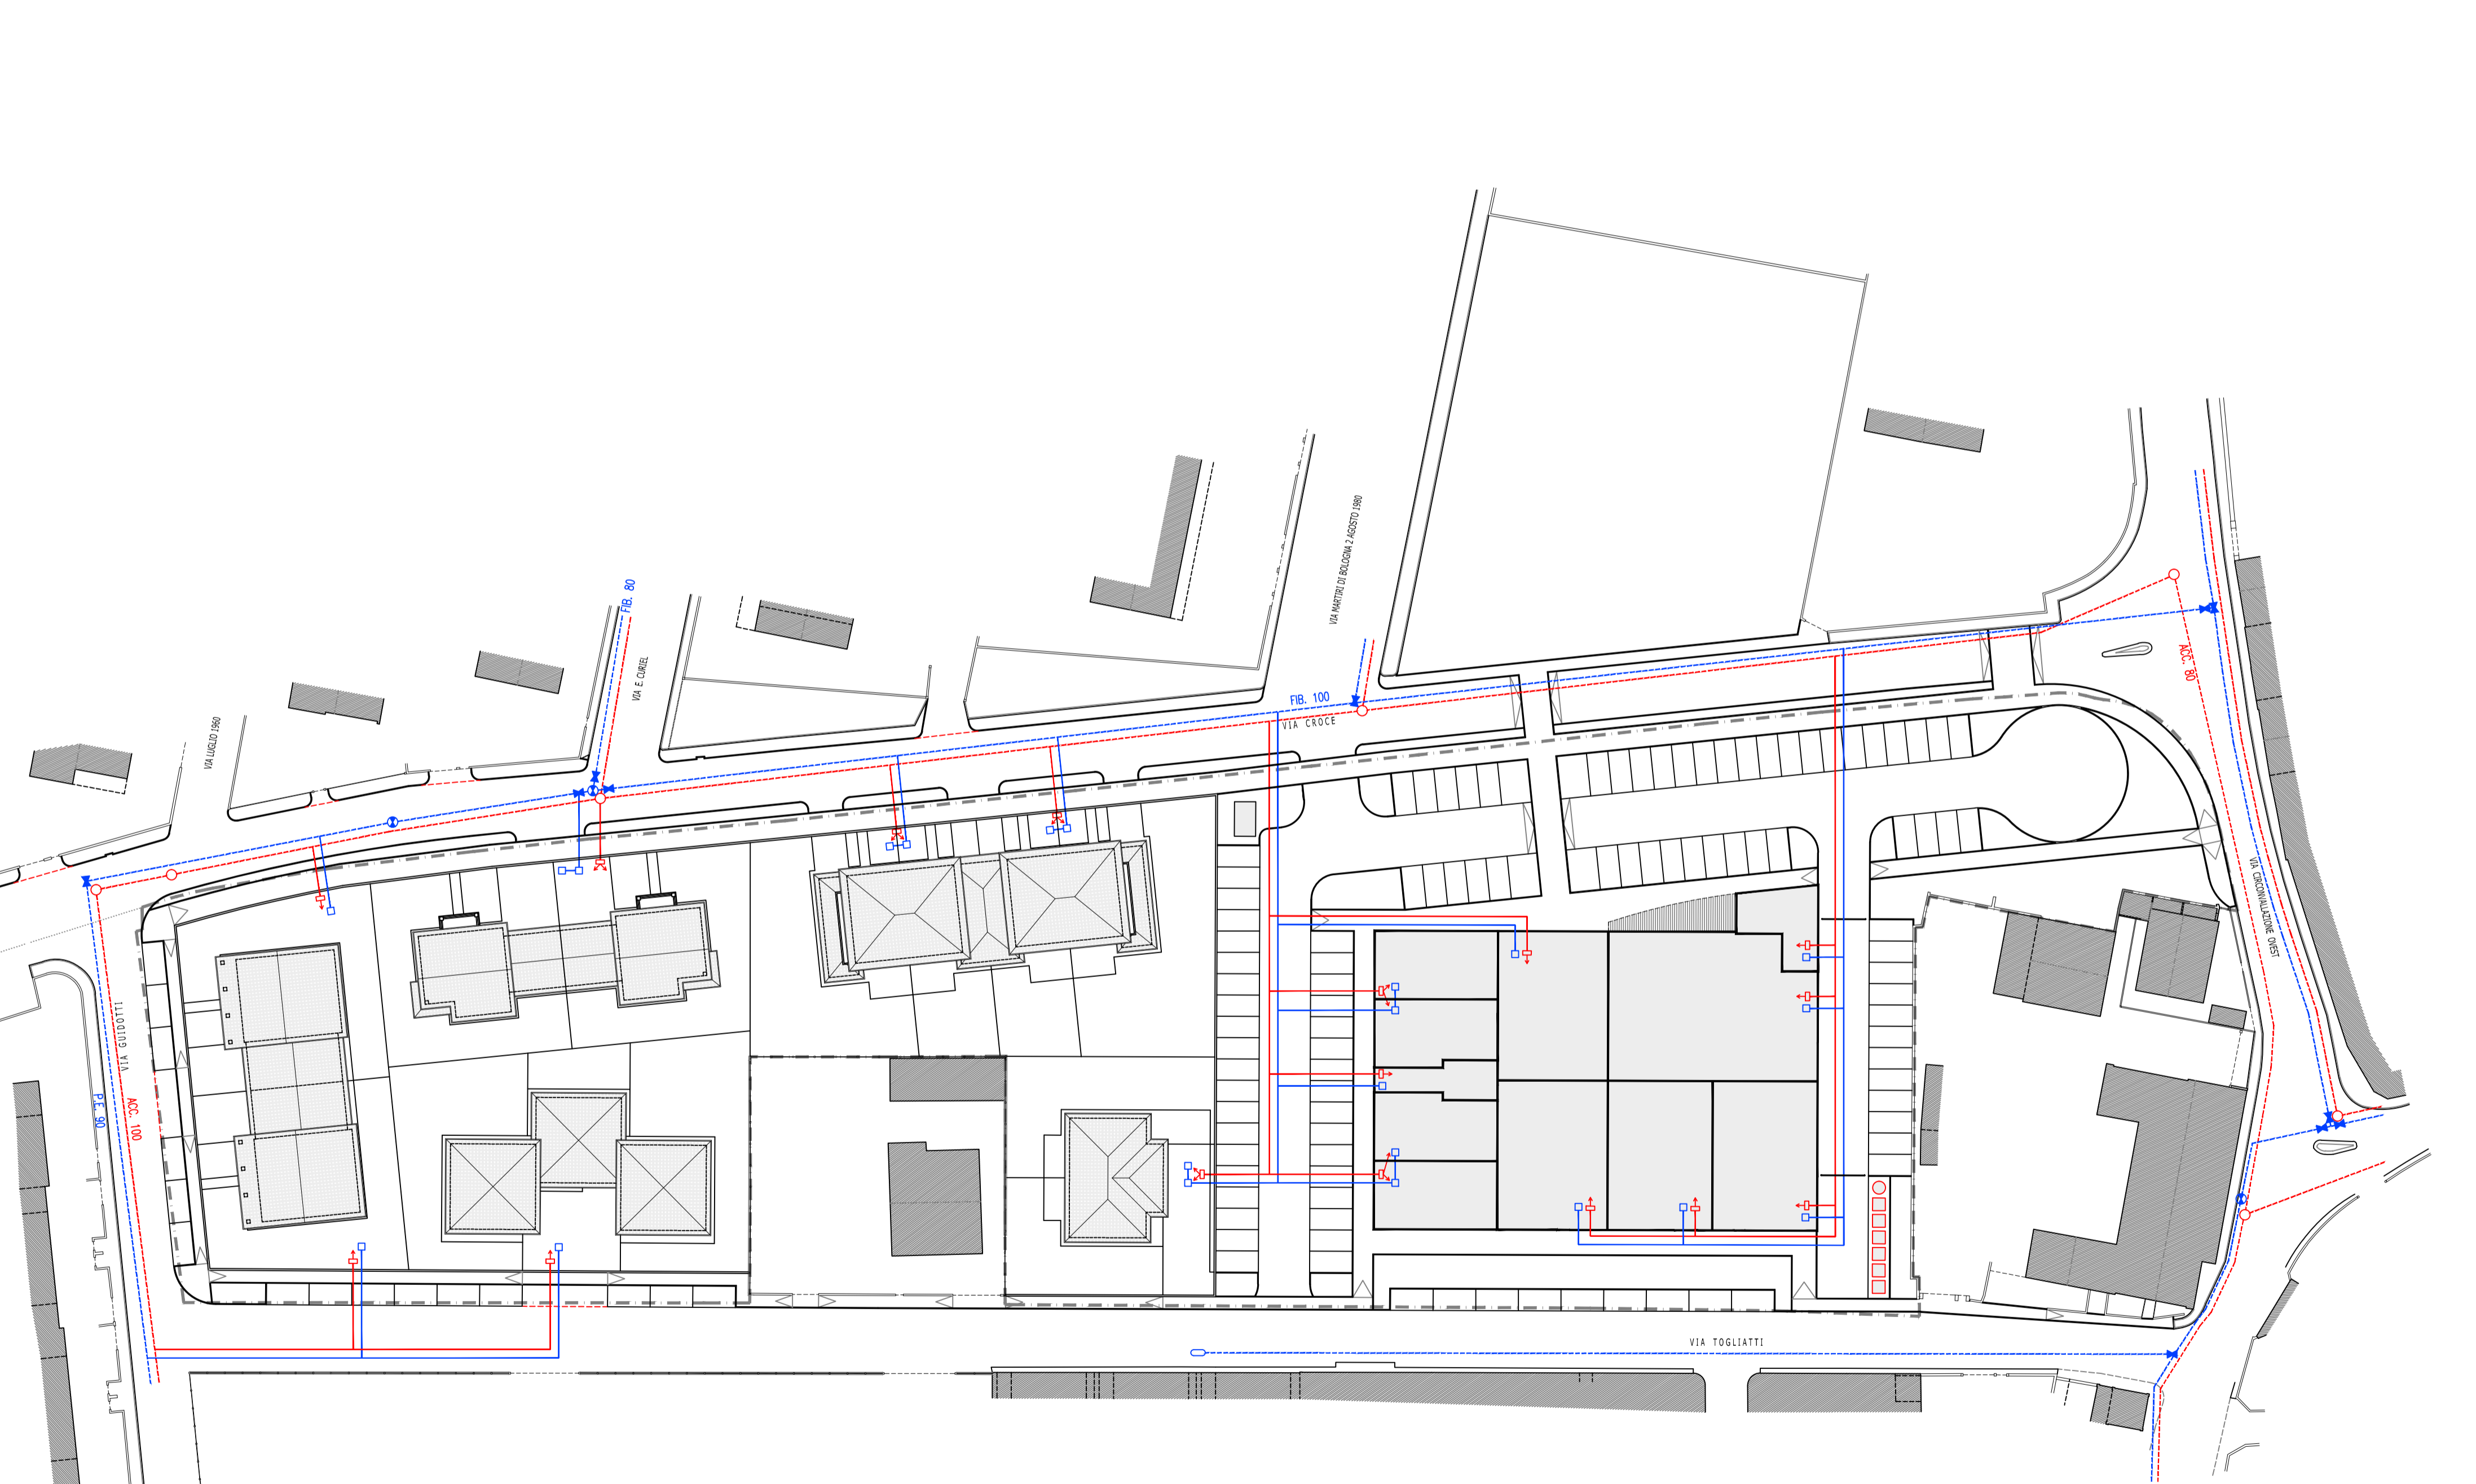 VIA MARTIRI DI BOLOGNA 2 AGOSTO 1980
FIB. 80
VIA E. CURIEL
ACC. 80
FIB. 100
VIA CROCE
VIA LUGLIO 1960
VIA CIRCONVALLAZIONE OVEST
VIA GUIDOTTI
P.E. 90
ACC. 100
VIA TOGLIATTI